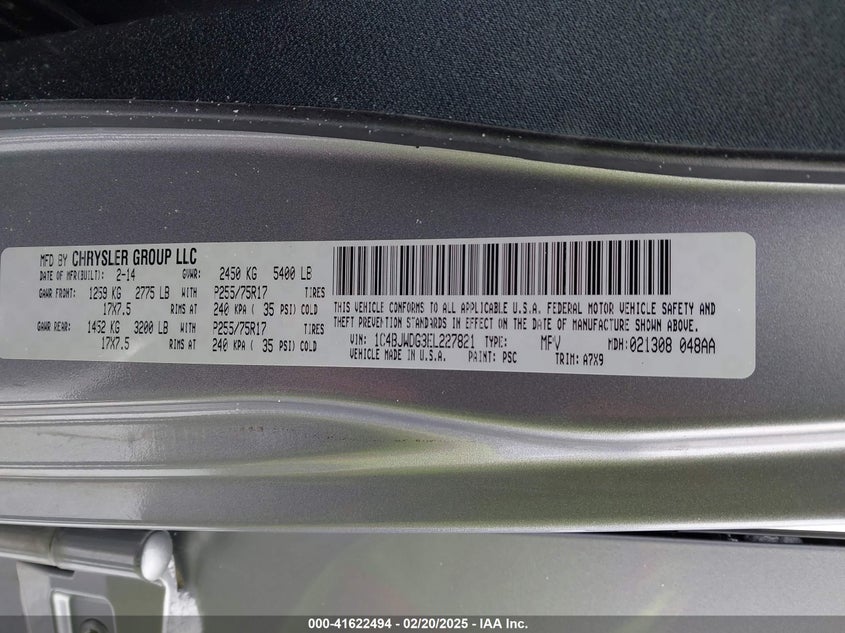 MFD BY CHRYSLER GROUP LLC
DATE OF MFR(BUILT): 2-14 GVWR: 2450 KG 5400 LB
GAWR FRONT: 1259 KG 2775 LB WITH P255/75R17 TIRES
17X7.5 RIMS AT 240 KPA ( 35 PSI) COLD
GAWR REAR: 1452 KG 3200 LB WITH P255/75R17 TIRES
17X7.5 RIMS AT 240 KPA ( 35 PSI) COLD
THIS VEHICLE CONFORMS TO ALL APPLICABLE U.S.A. FEDERAL MOTOR VEHICLE SAFETY AND
THEFT PREVENTION STANDARDS IN EFFECT ON THE DATE OF MANUFACTURE SHOWN ABOVE.
VIN: 1C4BJWDG3EL227821 TYPE: MPV MDH: 021308 048AA
VEHICLE MADE IN U.S.A. PAINT: PSC TRIM: A7X9
000-41622494 - 02/20/2025 - IAA Inc.